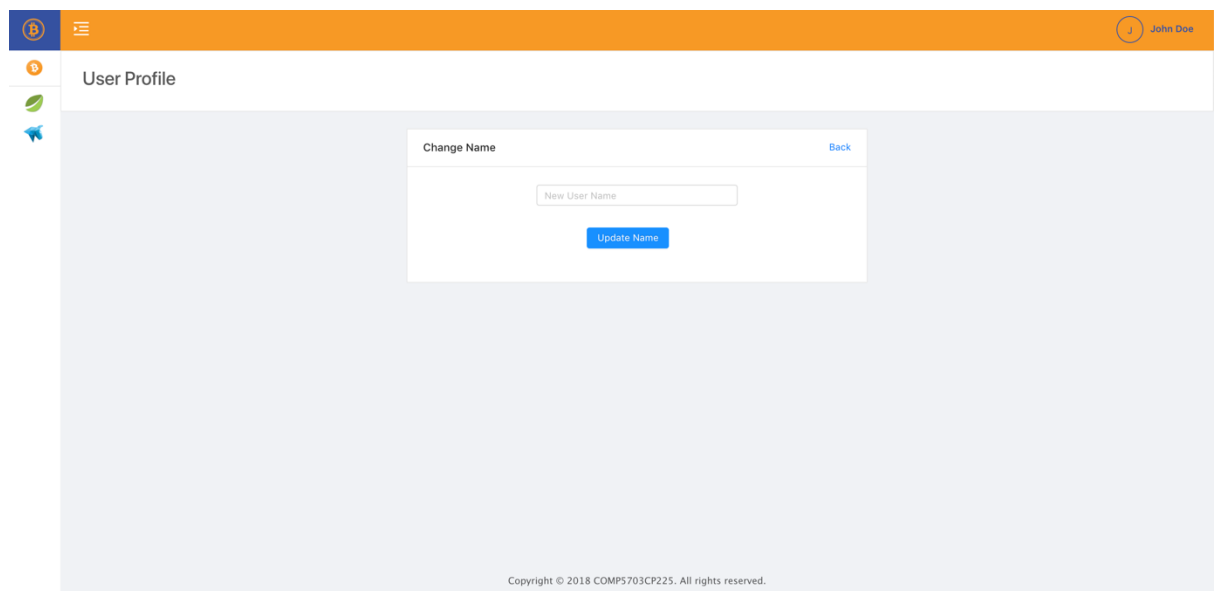 J John Doe
User Profile
Change Name Back
New User Name
Update Name
Copyright © 2018 COMP5703CP225. All rights reserved.